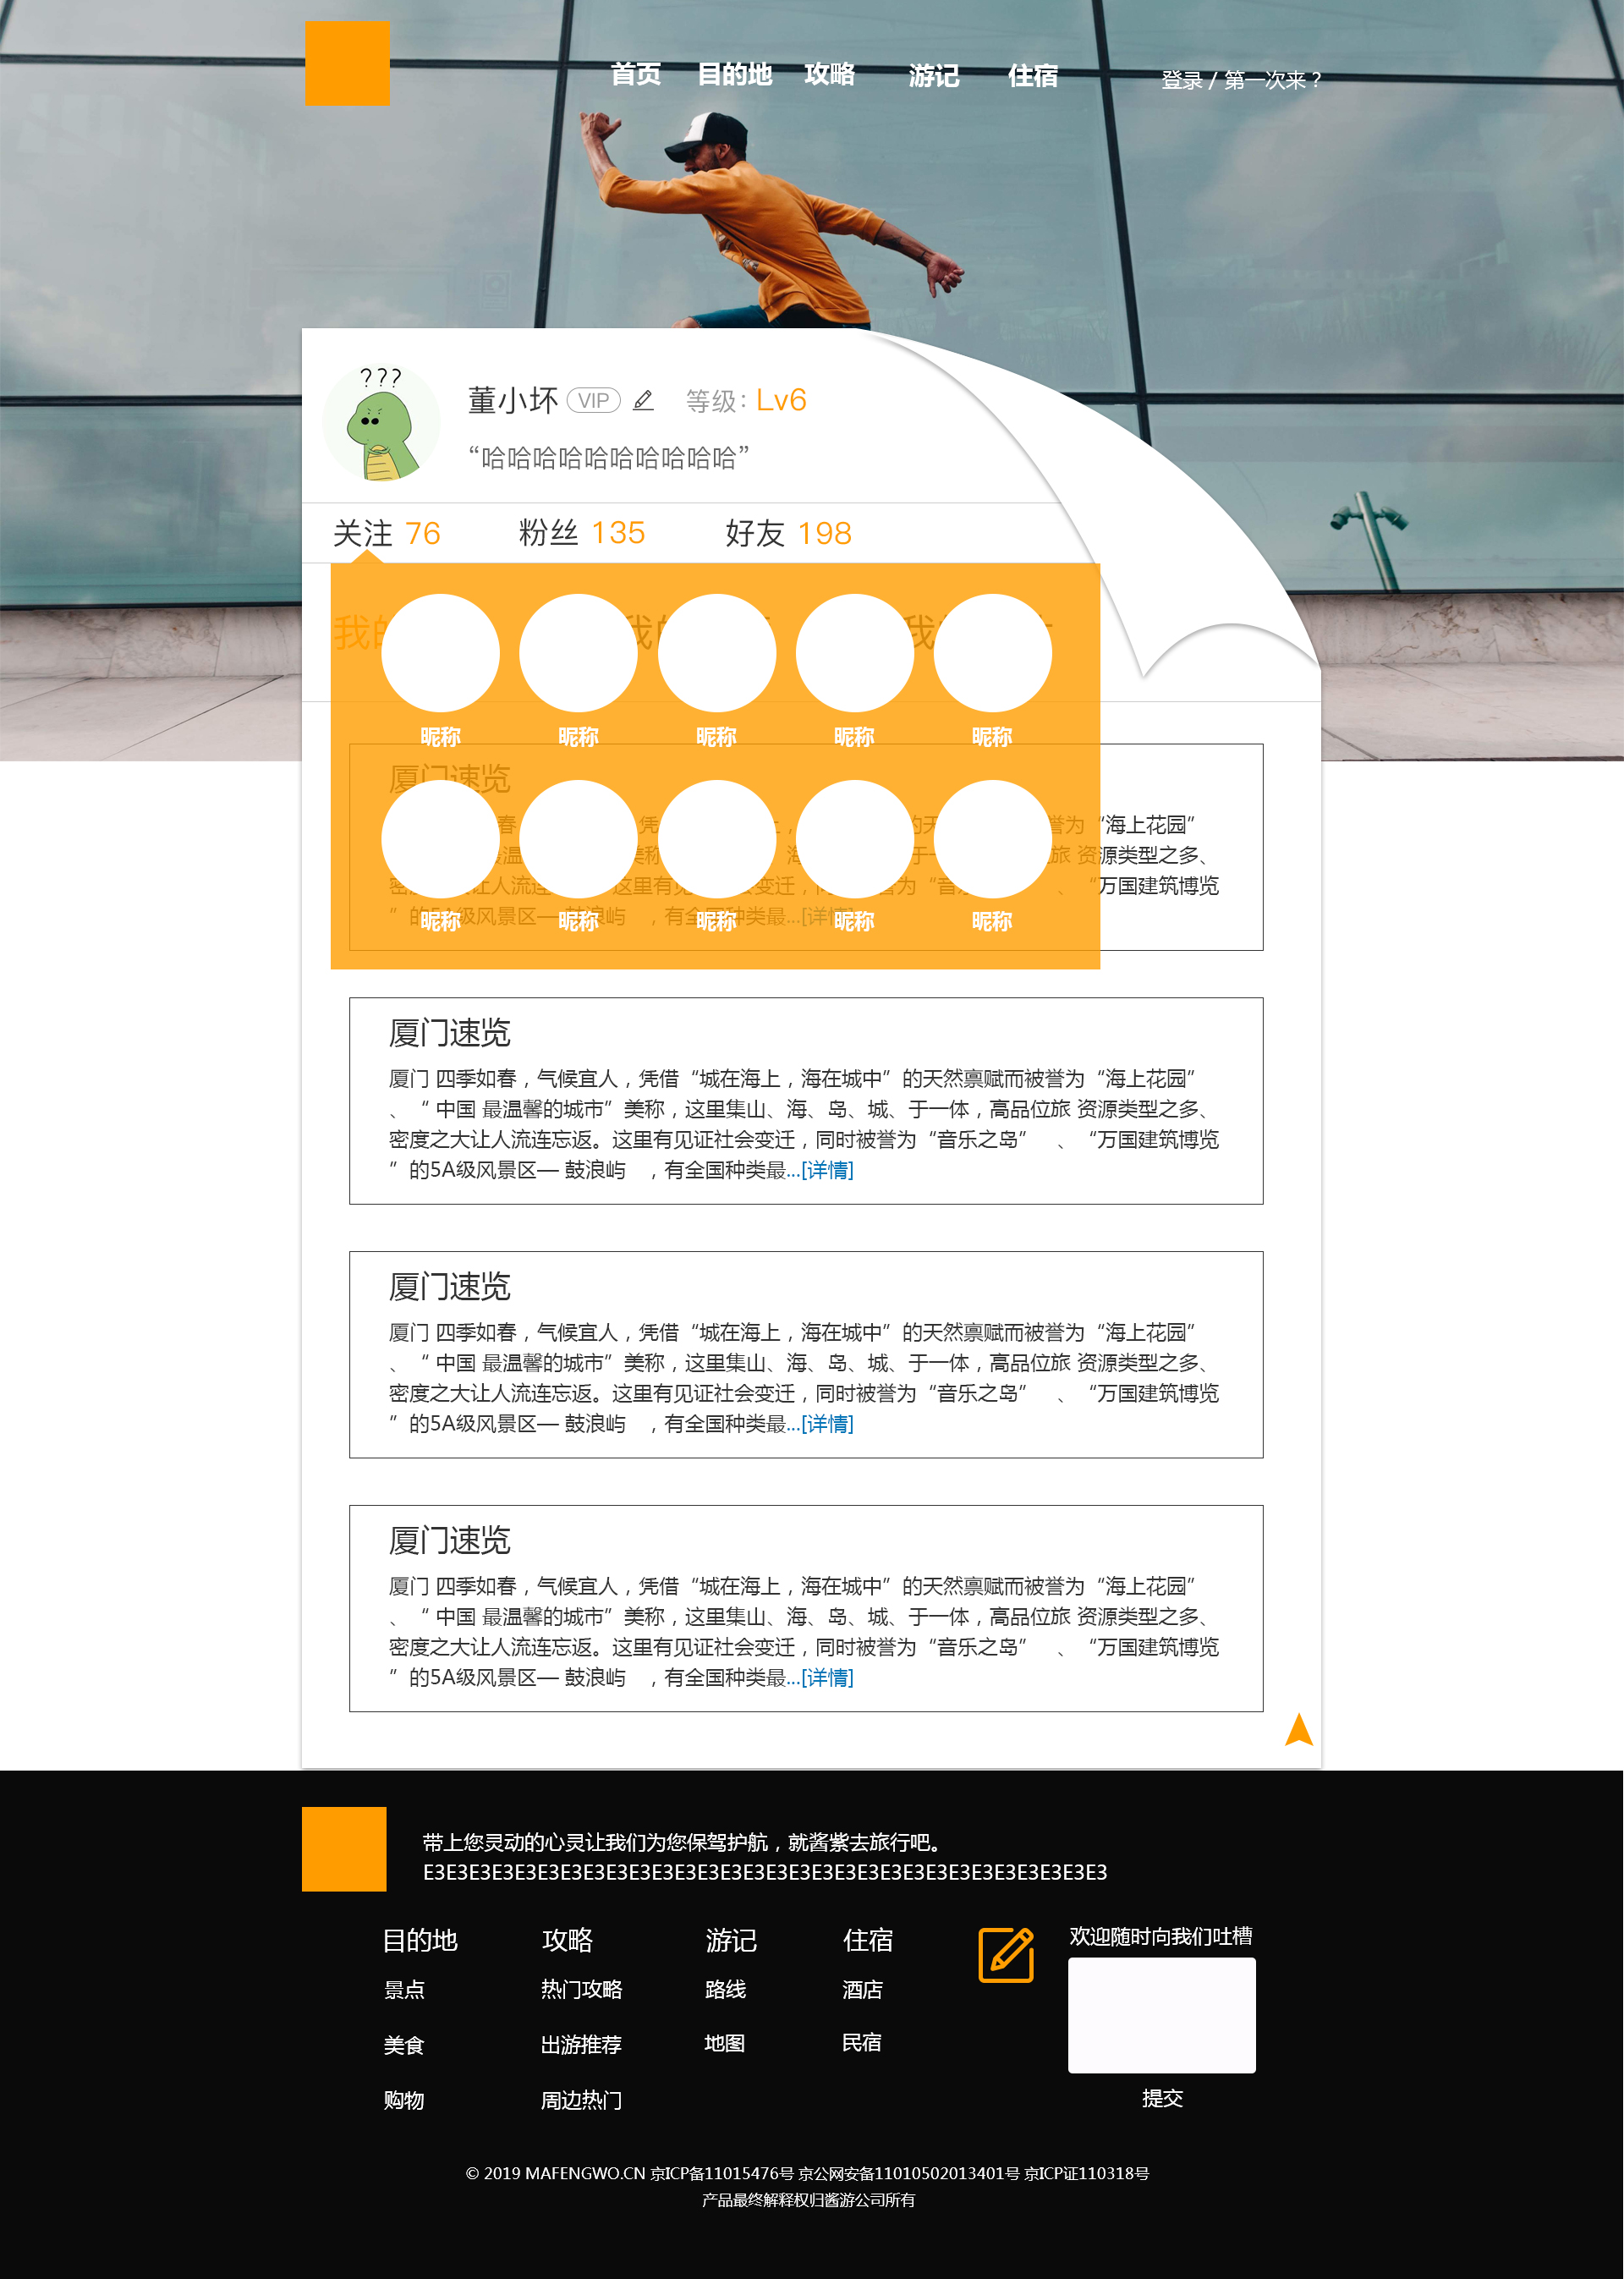 首页 目的地 攻略 游记 住宿 登录 / 第一次来？
???
董小坏 VIP 等级：Lv6
“哈哈哈哈哈哈哈哈哈哈”
关注 76 粉丝 135 好友 198
昵称 昵称 昵称 昵称 昵称
厦门速览
“海上花园”
资源类型之多、
“万国建筑博览
昵称 昵称 昵称 昵称 昵称
厦门速览
厦门 四季如春，气候宜人，凭借“城在海上，海在城中”的天然禀赋而被誉为“海上花园”
、“ 中国 最温馨的城市”美称，这里集山、海、岛、城、于一体，高品位旅 资源类型之多、
密度之大让人流连忘返。这里有见证社会变迁，同时被誉为“音乐之岛” 、“万国建筑博览
”的5A级风景区— 鼓浪屿 ，有全国种类最...[详情]
厦门速览
厦门 四季如春，气候宜人，凭借“城在海上，海在城中”的天然禀赋而被誉为“海上花园”
、“ 中国 最温馨的城市”美称，这里集山、海、岛、城、于一体，高品位旅 资源类型之多、
密度之大让人流连忘返。这里有见证社会变迁，同时被誉为“音乐之岛” 、“万国建筑博览
”的5A级风景区— 鼓浪屿 ，有全国种类最...[详情]
厦门速览
厦门 四季如春，气候宜人，凭借“城在海上，海在城中”的天然禀赋而被誉为“海上花园”
、“ 中国 最温馨的城市”美称，这里集山、海、岛、城、于一体，高品位旅 资源类型之多、
密度之大让人流连忘返。这里有见证社会变迁，同时被誉为“音乐之岛” 、“万国建筑博览
”的5A级风景区— 鼓浪屿 ，有全国种类最...[详情]
带上您灵动的心灵让我们为您保驾护航，就酱紫去旅行吧。
E3E3E3E3E3E3E3E3E3E3E3E3E3E3E3E3E3E3E3E3E3E3E3E3E3E3E3E3E3E3
目的地 攻略 游记 住宿 欢迎随时向我们吐槽
景点 热门攻略 路线 酒店
美食 出游推荐 地图 民宿
购物 周边热门 提交
© 2019 MAFENGWO.CN 京ICP备11015476号 京公网安备11010502013401号 京ICP证110318号
产品最终解释权归酱游公司所有